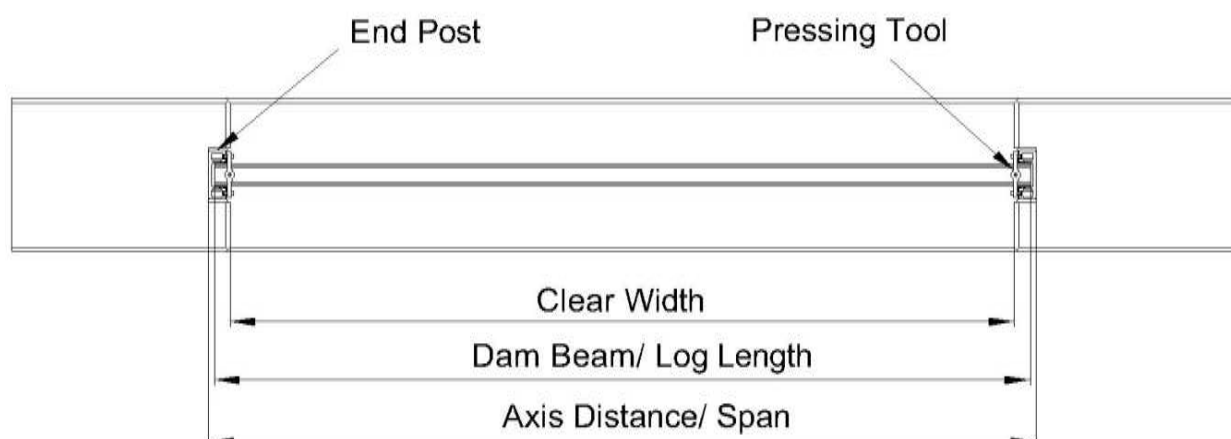 End Post
Pressing Tool
Clear Width
Dam Beam/ Log Length
Axis Distance/ Span